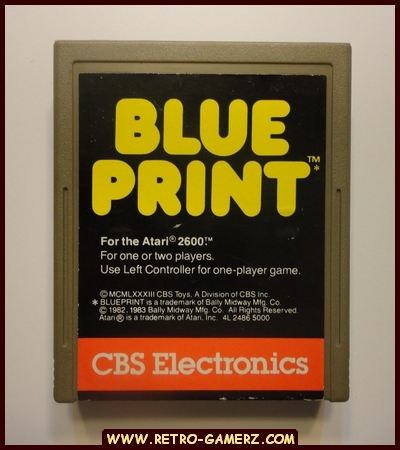 BLUE
PRINT™*
For the Atari® 2600.™
For one or two players.
Use Left Controller for one-player game.
© MCMLXXXIII CBS Toys. A Division of CBS Inc.
* BLUEPRINT is a trademark of Bally Midway Mfg. Co.
© 1982, 1983 Bally Midway Mfg. Co. All Rights Reserved.
Atari ® is a trademark of Atari, Inc. 4L 2486 5000
CBS Electronics
WWW.RETRO-GAMERZ.COM